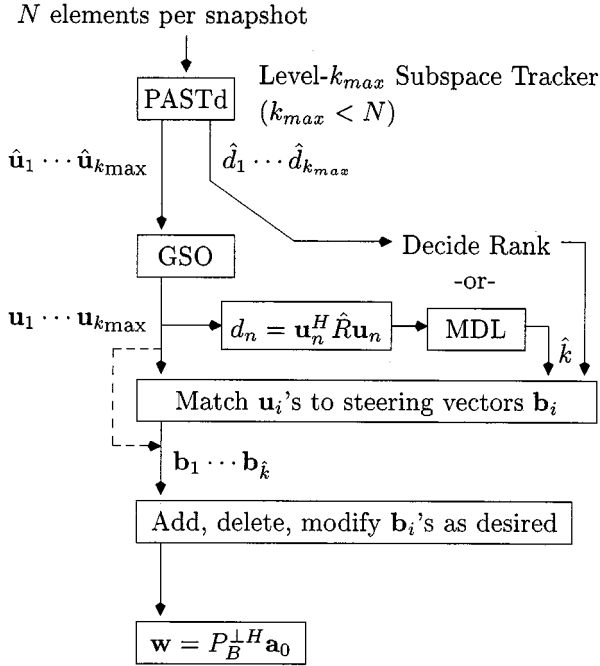 N elements per snapshot
PASTd
Level-k_max Subspace Tracker
(k_max < N)
û_1 ··· û_kmax
d̂_1 ··· d̂_k_max
GSO
Decide Rank
-or-
u_1 ··· u_kmax
d_n = u_n^H R̂ u_n
MDL
k̂
Match u_i's to steering vectors b_i
b_1 ··· b_k̂
Add, delete, modify b_i's as desired
w = P_B^⊥H a_0